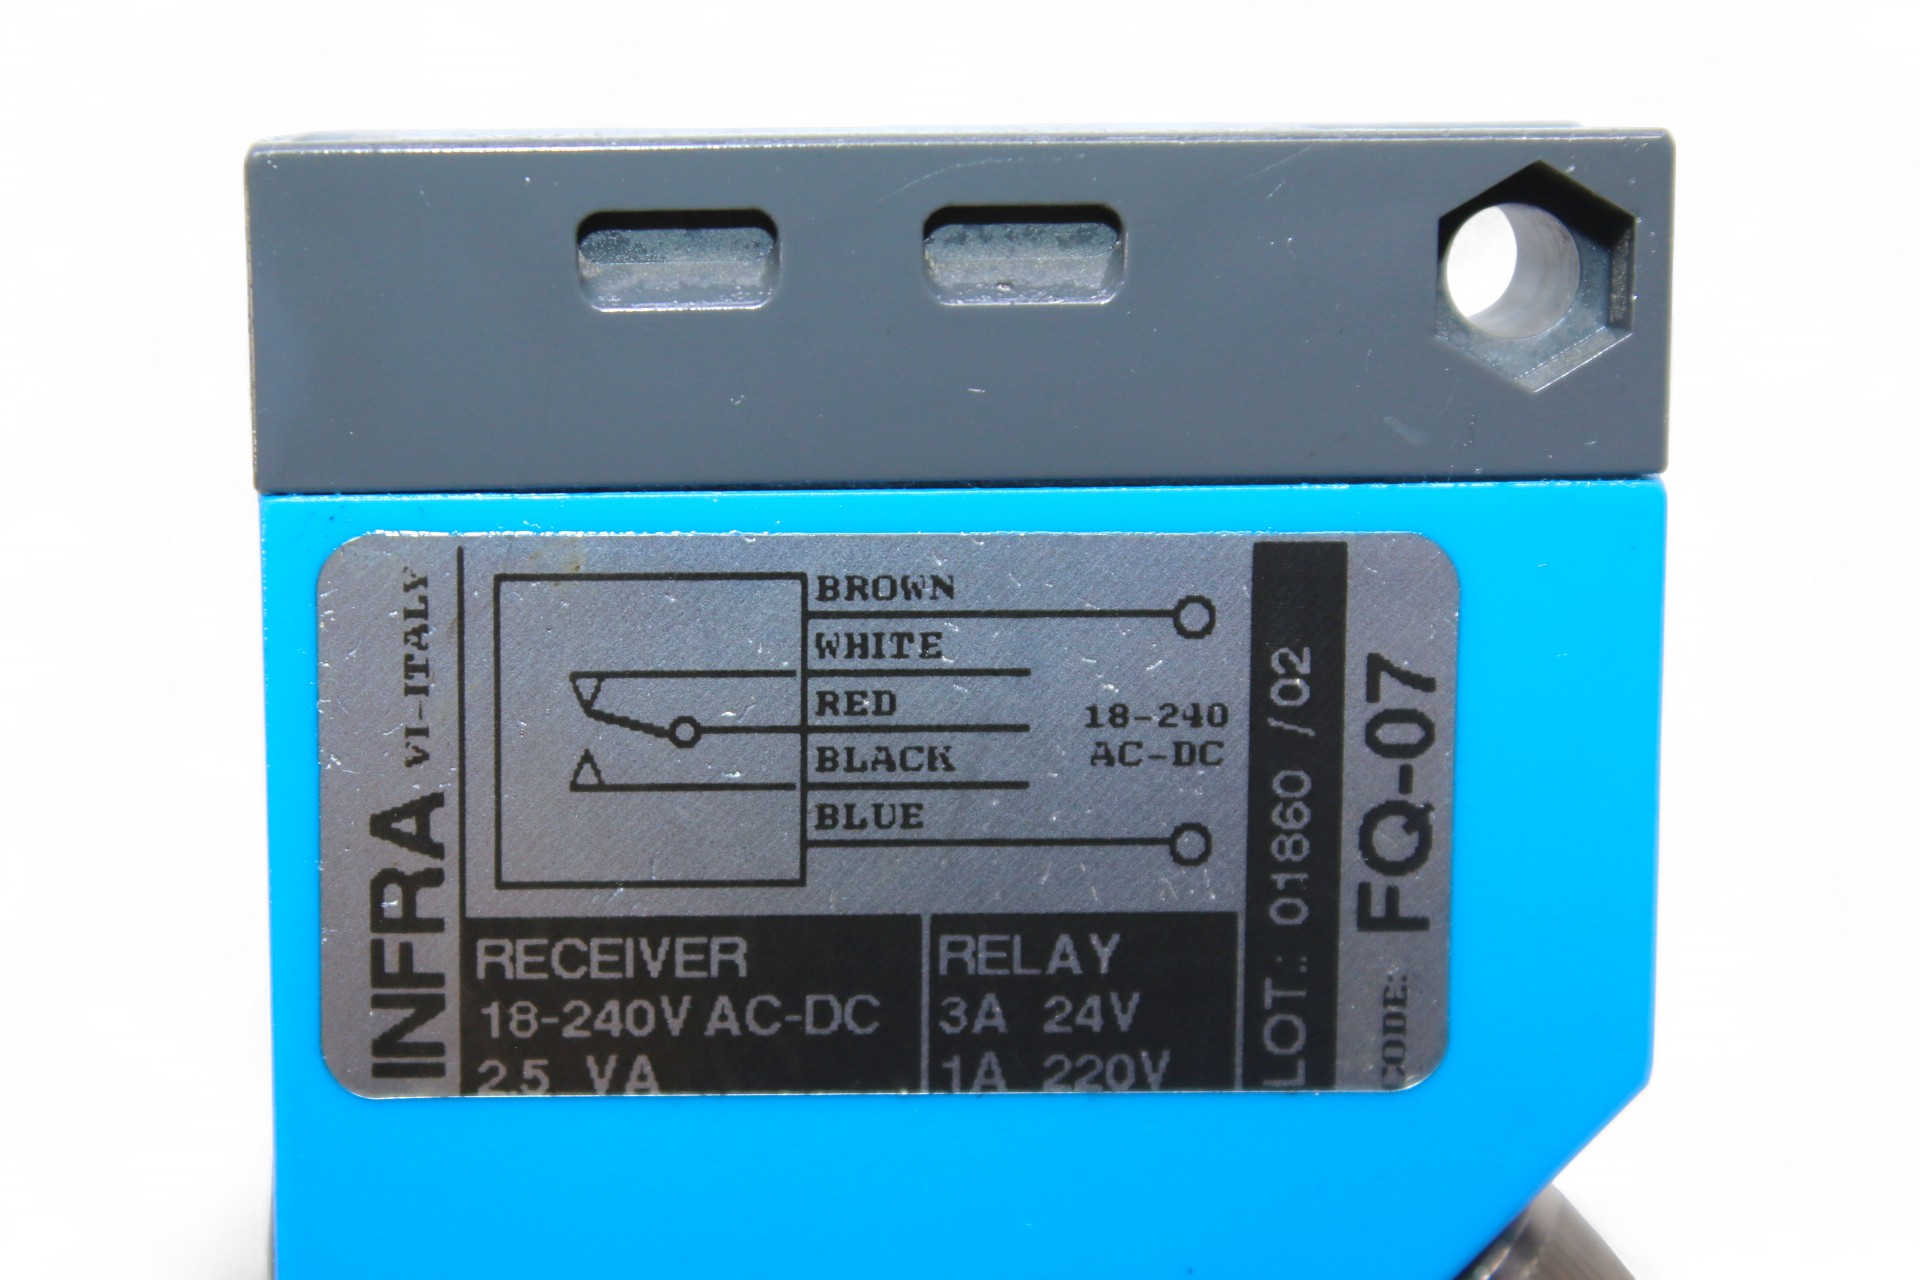 INFRA VI-ITALY
BROWN
WHITE
RED
BLACK
BLUE
18-240
AC-DC
RECEIVER
18-240V AC-DC
2.5 VA
RELAY
3A 24V
1A 220V
LOT.: 01860 /02
CODE: FQ-07